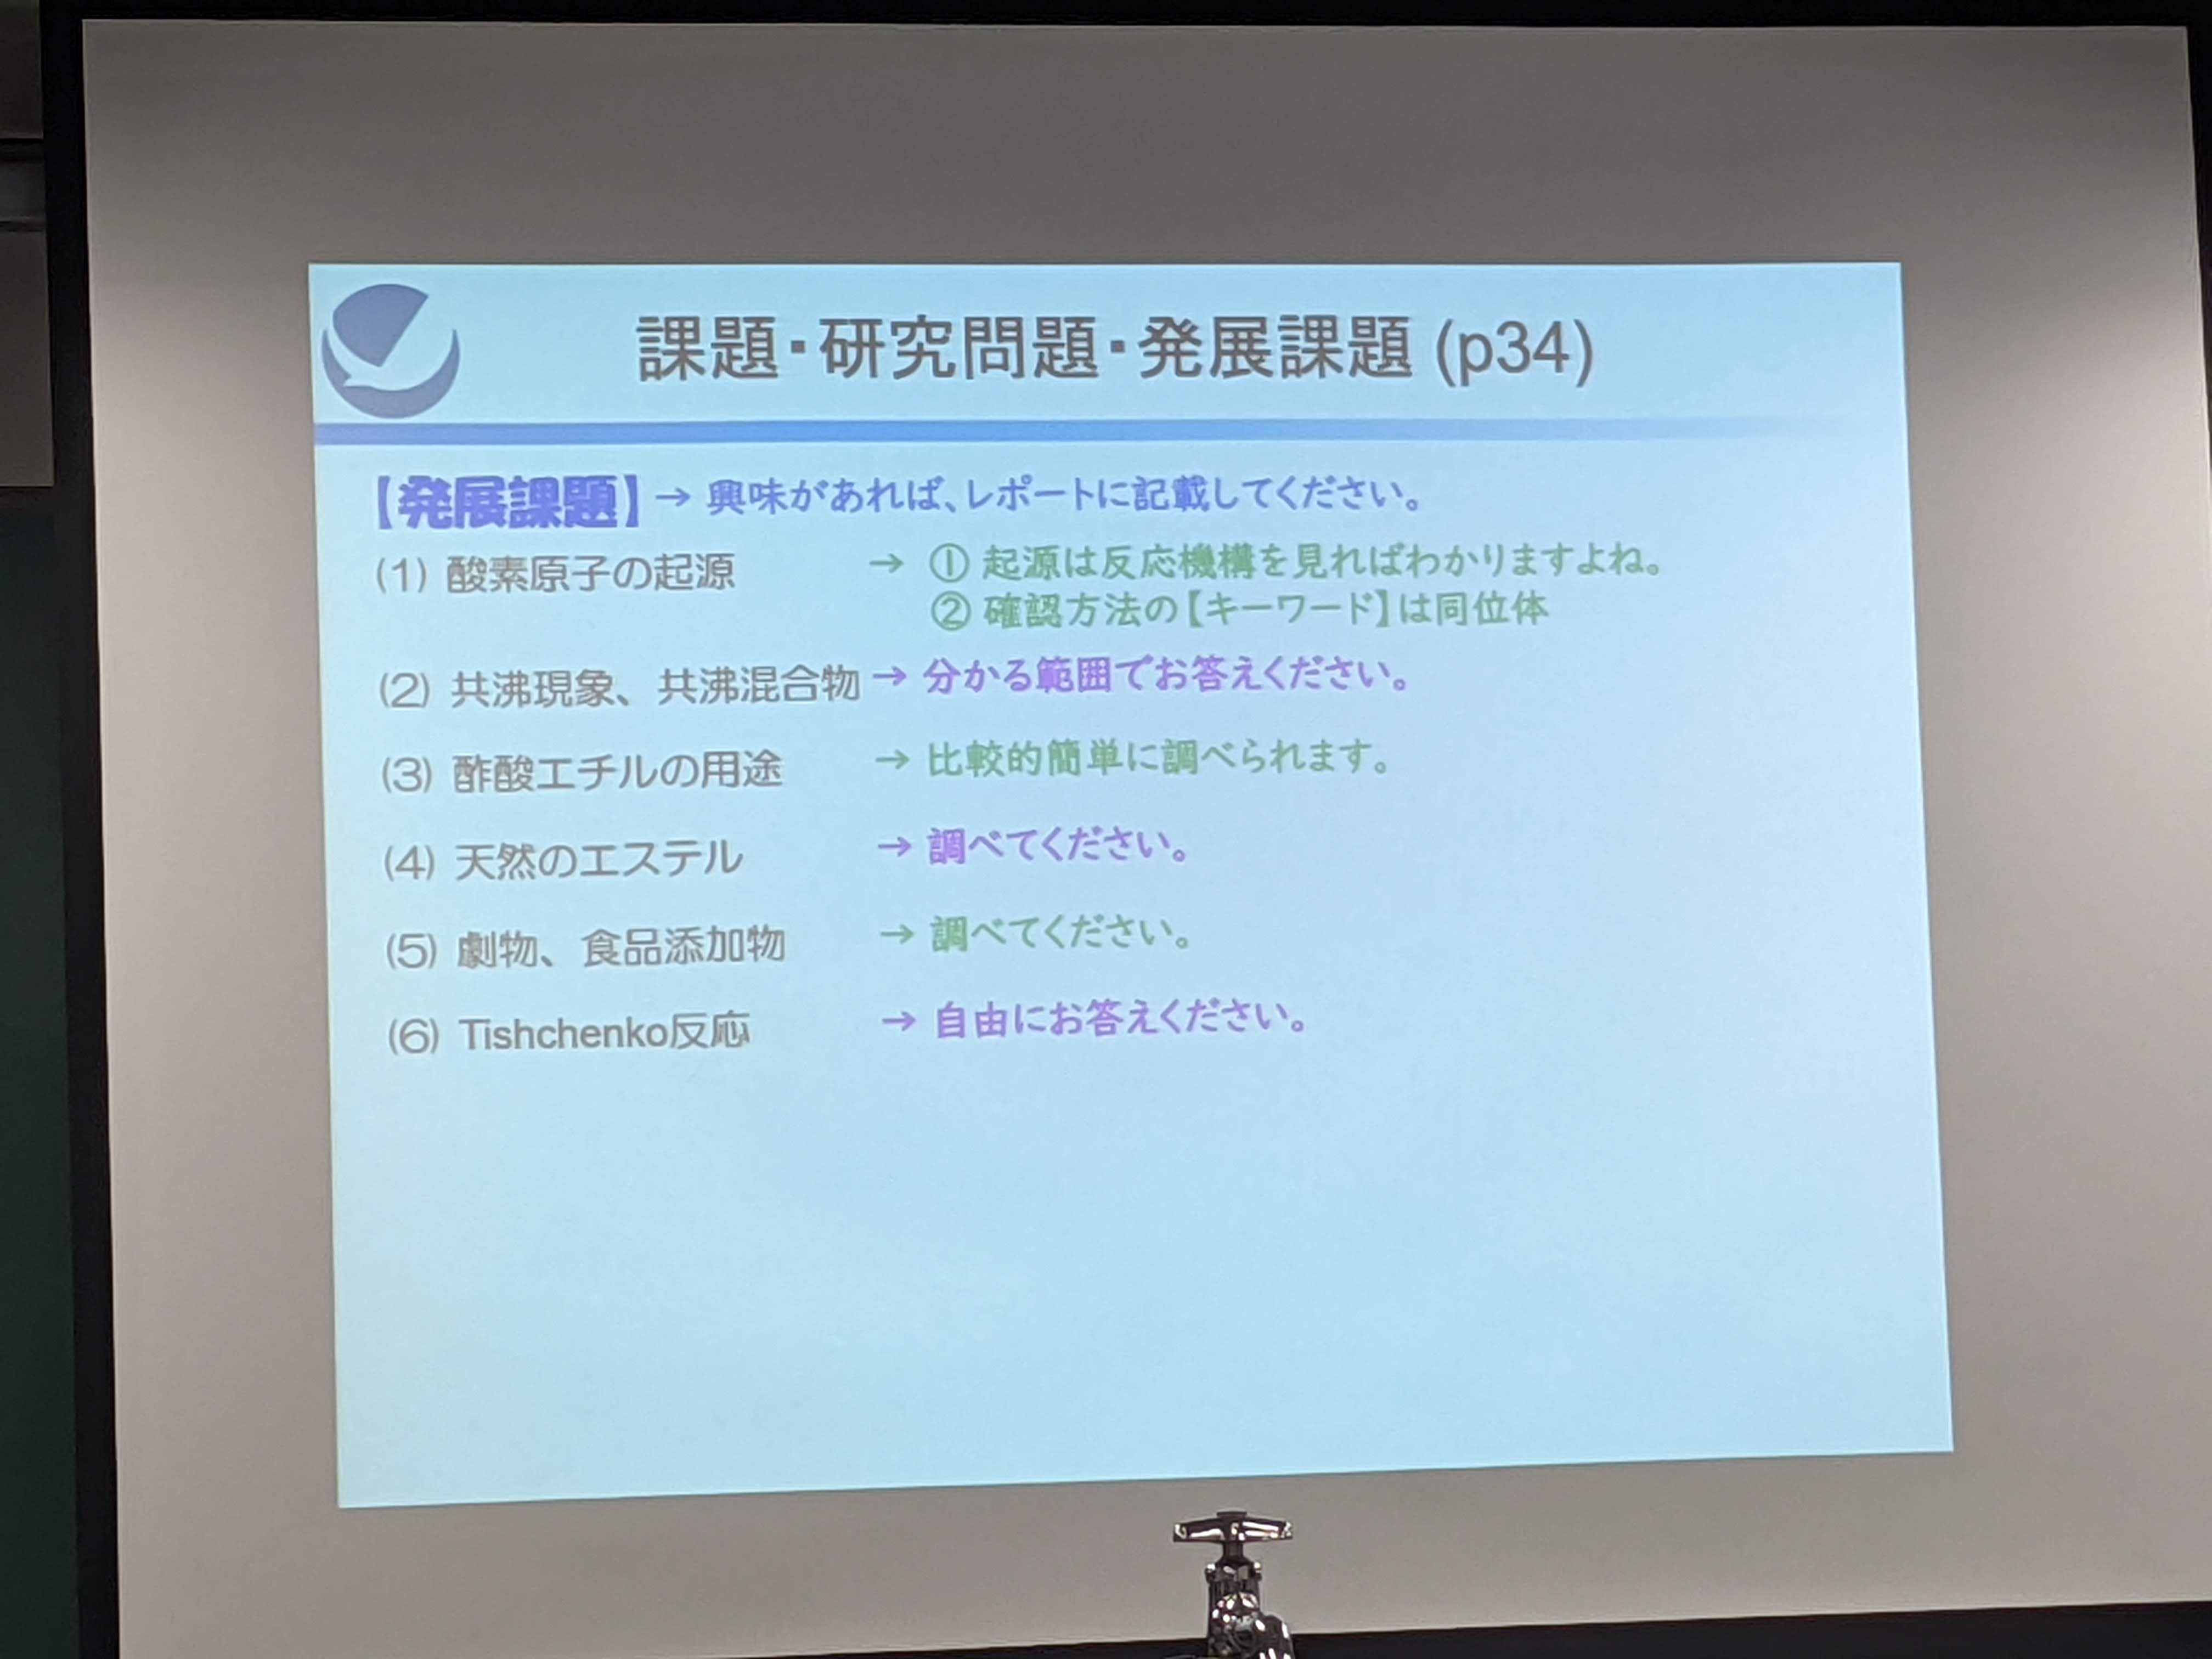 課題・研究問題・発展課題 (p34)
【発展課題】→ 興味があれば、レポートに記載してください。
(1) 酸素原子の起源 → ① 起源は反応機構を見ればわかりますよね。
② 確認方法の【キーワード】は同位体
(2) 共沸現象、共沸混合物 → 分かる範囲でお答えください。
(3) 酢酸エチルの用途 → 比較的簡単に調べられます。
(4) 天然のエステル → 調べてください。
(5) 劇物、食品添加物 → 調べてください。
(6) Tishchenko反応 → 自由にお答えください。